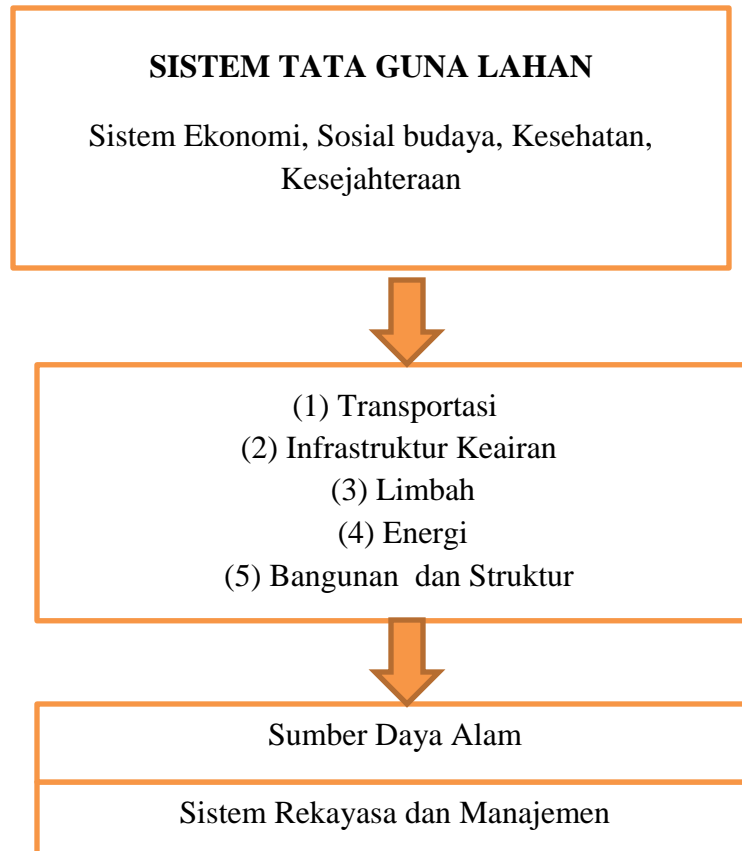 SISTEM TATA GUNA LAHAN
Sistem Ekonomi, Sosial budaya, Kesehatan,
Kesejahteraan
(1) Transportasi
(2) Infrastruktur Keairan
(3) Limbah
(4) Energi
(5) Bangunan dan Struktur
Sumber Daya Alam
Sistem Rekayasa dan Manajemen